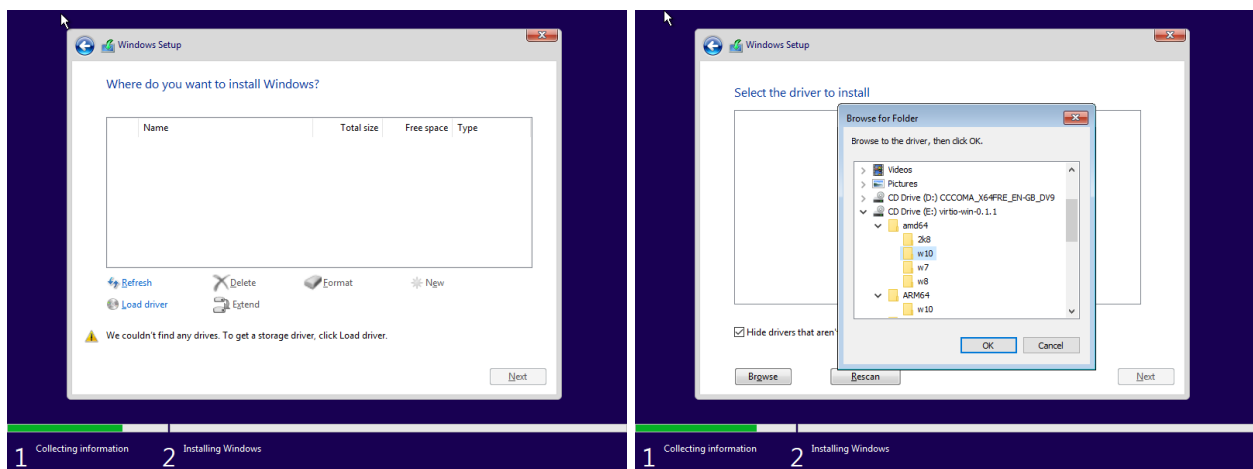 Windows Setup
Where do you want to install Windows?
Name Total size Free space Type
Refresh Delete Format New
Load driver Extend
We couldn't find any drives. To get a storage driver, click Load driver.
Next
1 Collecting information 2 Installing Windows
Windows Setup
Select the driver to install
Browse for Folder
Browse to the driver, then click OK.
Videos
Pictures
CD Drive (D:) CCCOMA_X64FRE_EN-GB_DV9
CD Drive (E:) virtio-win-0.1.1
amd64
2k8
w10
w7
w8
ARM64
w10
Hide drivers that aren'
OK Cancel
Browse Rescan Next
1 Collecting information 2 Installing Windows